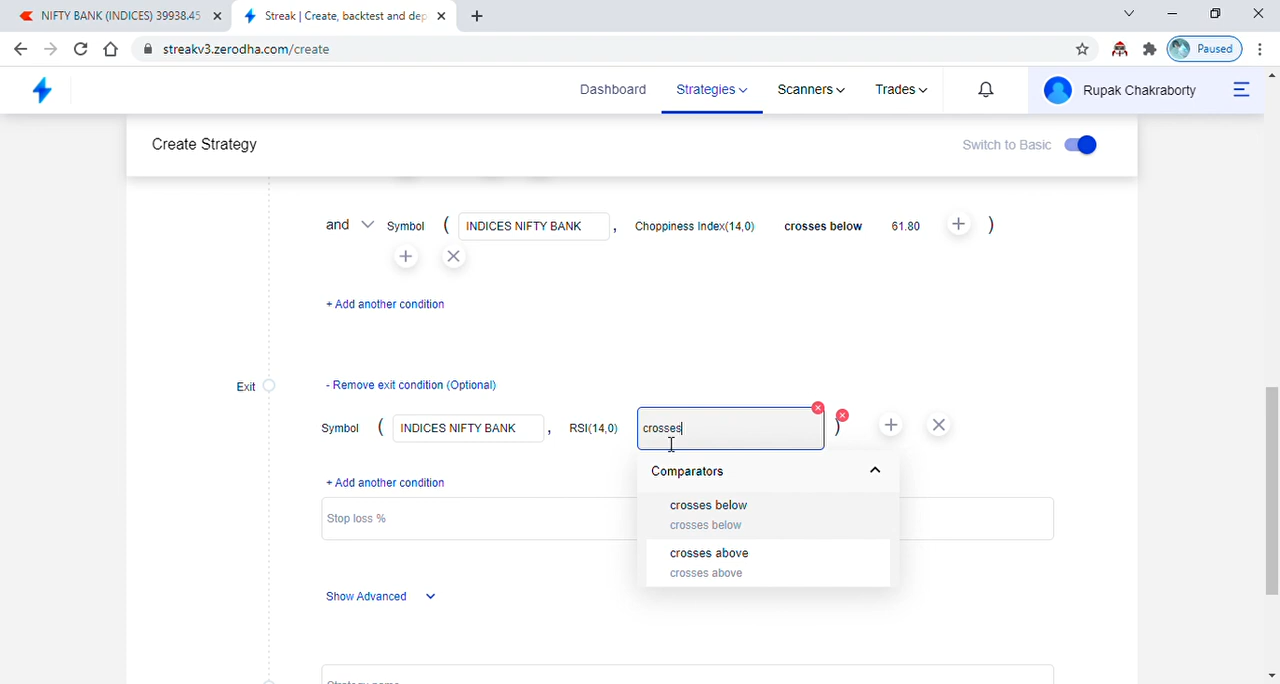 NIFTY BANK (INDICES) 39938.45
Streak | Create, backtest and dep
streakv3.zerodha.com/create
Paused
Dashboard
Strategies
Scanners
Trades
Rupak Chakraborty
Create Strategy
Switch to Basic
and Symbol ( INDICES NIFTY BANK , Choppiness Index(14,0) crosses below 61.80 + )
+ ×
+ Add another condition
Exit
- Remove exit condition (Optional)
Symbol ( INDICES NIFTY BANK , RSI(14,0) crosses ) + ×
Comparators
+ Add another condition
crosses below
crosses below
Stop loss %
crosses above
crosses above
Show Advanced